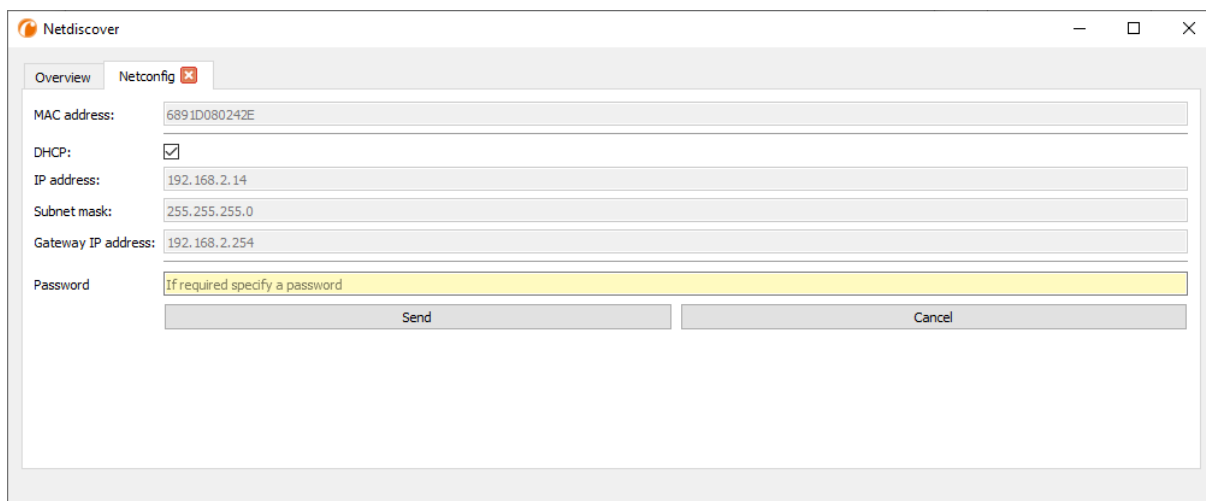 Netdiscover
Overview Netconfig
MAC address: 6891D080242E
DHCP:
IP address: 192.168.2.14
Subnet mask: 255.255.255.0
Gateway IP address: 192.168.2.254
Password If required specify a password
Send Cancel